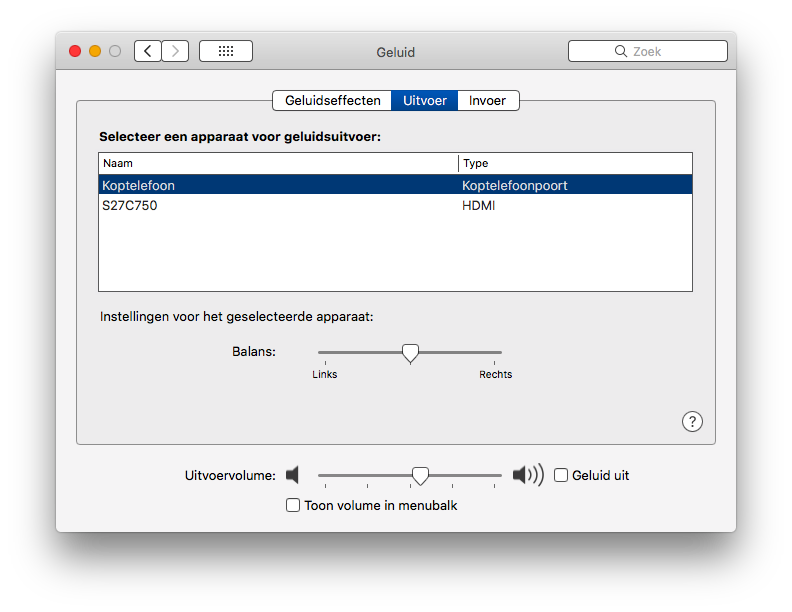 Geluid
Zoek
Geluidseffecten Uitvoer Invoer
Selecteer een apparaat voor geluidsuitvoer:
Naam Type
Koptelefoon Koptelefoonpoort
S27C750 HDMI
Instellingen voor het geselecteerde apparaat:
Balans:
Links Rechts
?
Uitvoervolume: Geluid uit
Toon volume in menubalk